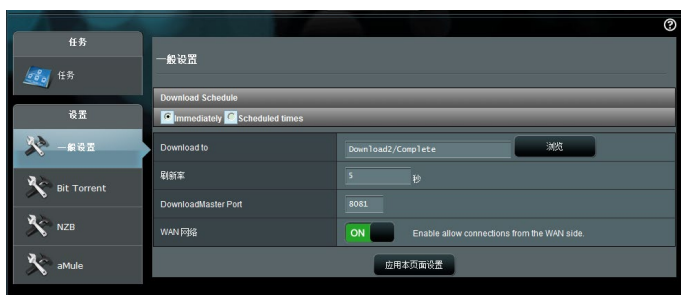 任务
任务
设置
一般设置
Bit Torrent
NZB
aMule
一般设置
Download Schedule
Immediately Scheduled times
Download to Download2/Complete 浏览
刷新率 5 秒
DownloadMaster Port 8081
WAN 网络 ON Enable allow connections from the WAN side.
应用本页面设置